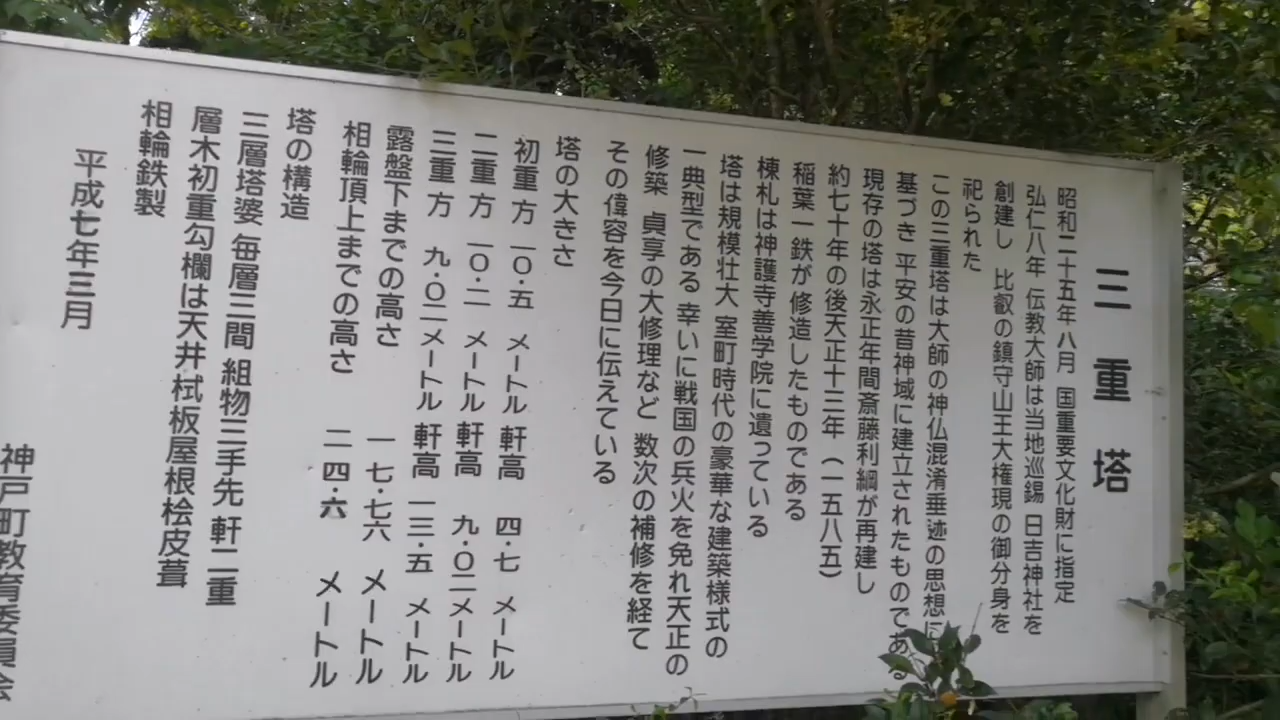 三重塔
昭和二十五年八月 国重要文化財に指定
弘仁八年 伝教大師は当地巡錫 日吉神社を
創建し 比叡の鎮守山王大権現の御分身を
祀られた
この三重塔は大師の神仏混淆垂迹の思想に
基づき 平安の昔神域に建立されたものである
現存の塔は永正年間斎藤利綱が再建し
約七十年の後天正十三年（一五八五）
稲葉一鉄が修造したものである
棟札は神護寺善学院に遺っている
塔は規模壮大 室町時代の豪華な建築様式の
一典型である 幸いに戦国の兵火を免れ天正の
修築 貞享の大修理など 数次の補修を経て
その偉容を今日に伝えている
塔の大きさ
初重方 一〇・五 メートル 軒高 四・七 メートル
二重方 一〇・二 メートル 軒高 九・〇二メートル
三重方 九・〇二メートル 軒高 一三・五 メートル
露盤下までの高さ 一七・七六 メートル
相輪頂上までの高さ 二四・六 メートル
塔の構造
三層塔婆 毎層三間 組物三手先 軒二重
層木初重勾欄は天井栻板屋根桧皮葺
相輪鉄製
平成七年三月
神戸町教育委員会